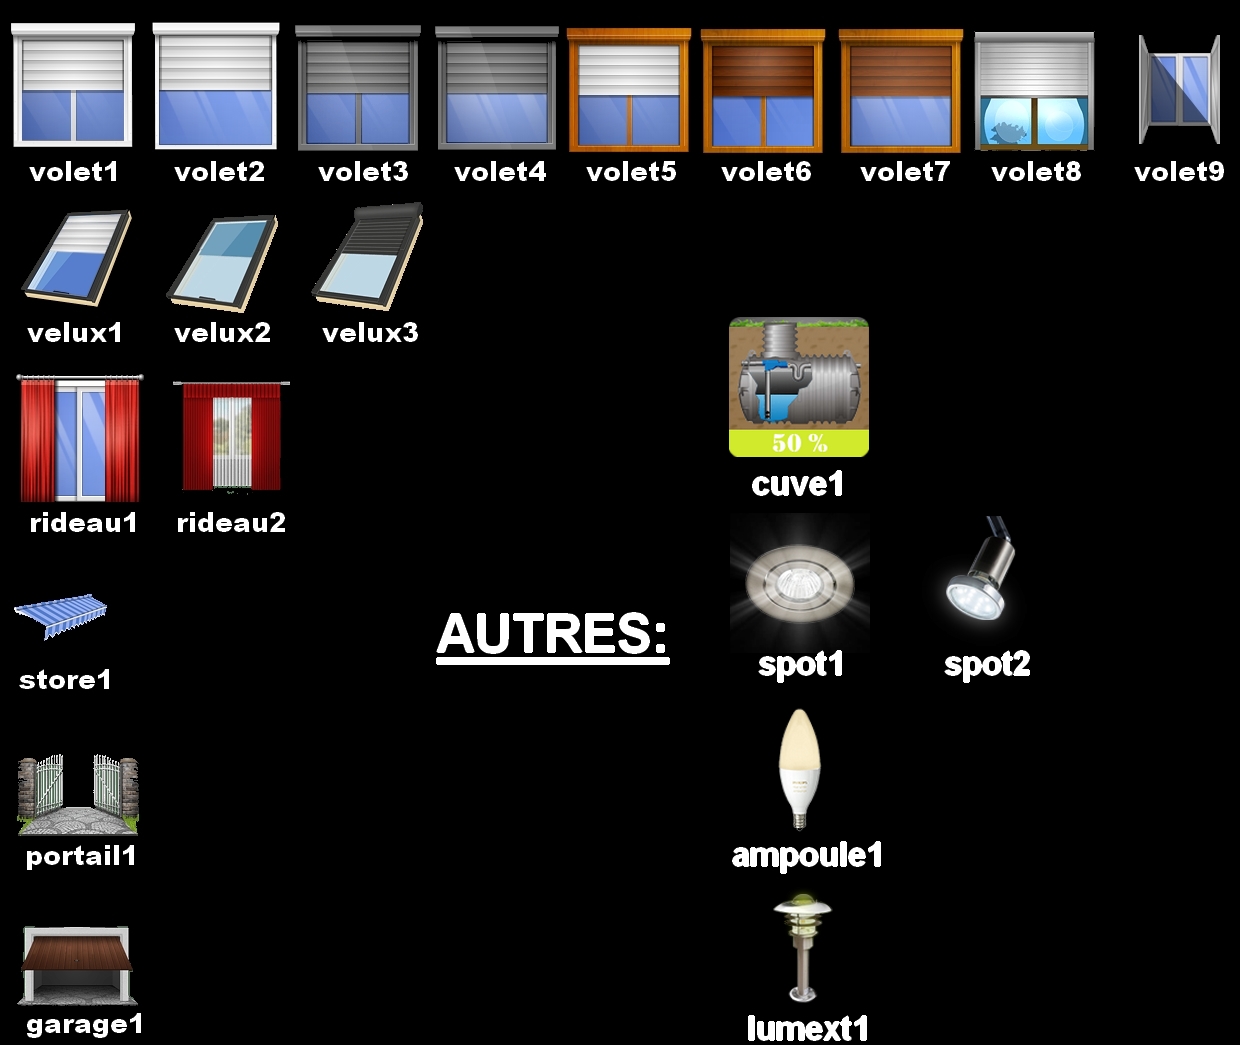 volet1 volet2 volet3 volet4 volet5 volet6 volet7 volet8 volet9
velux1 velux2 velux3
50 %
cuve1
rideau1 rideau2
AUTRES:
spot1 spot2
store1
portail1
ampoule1
garage1
lumext1